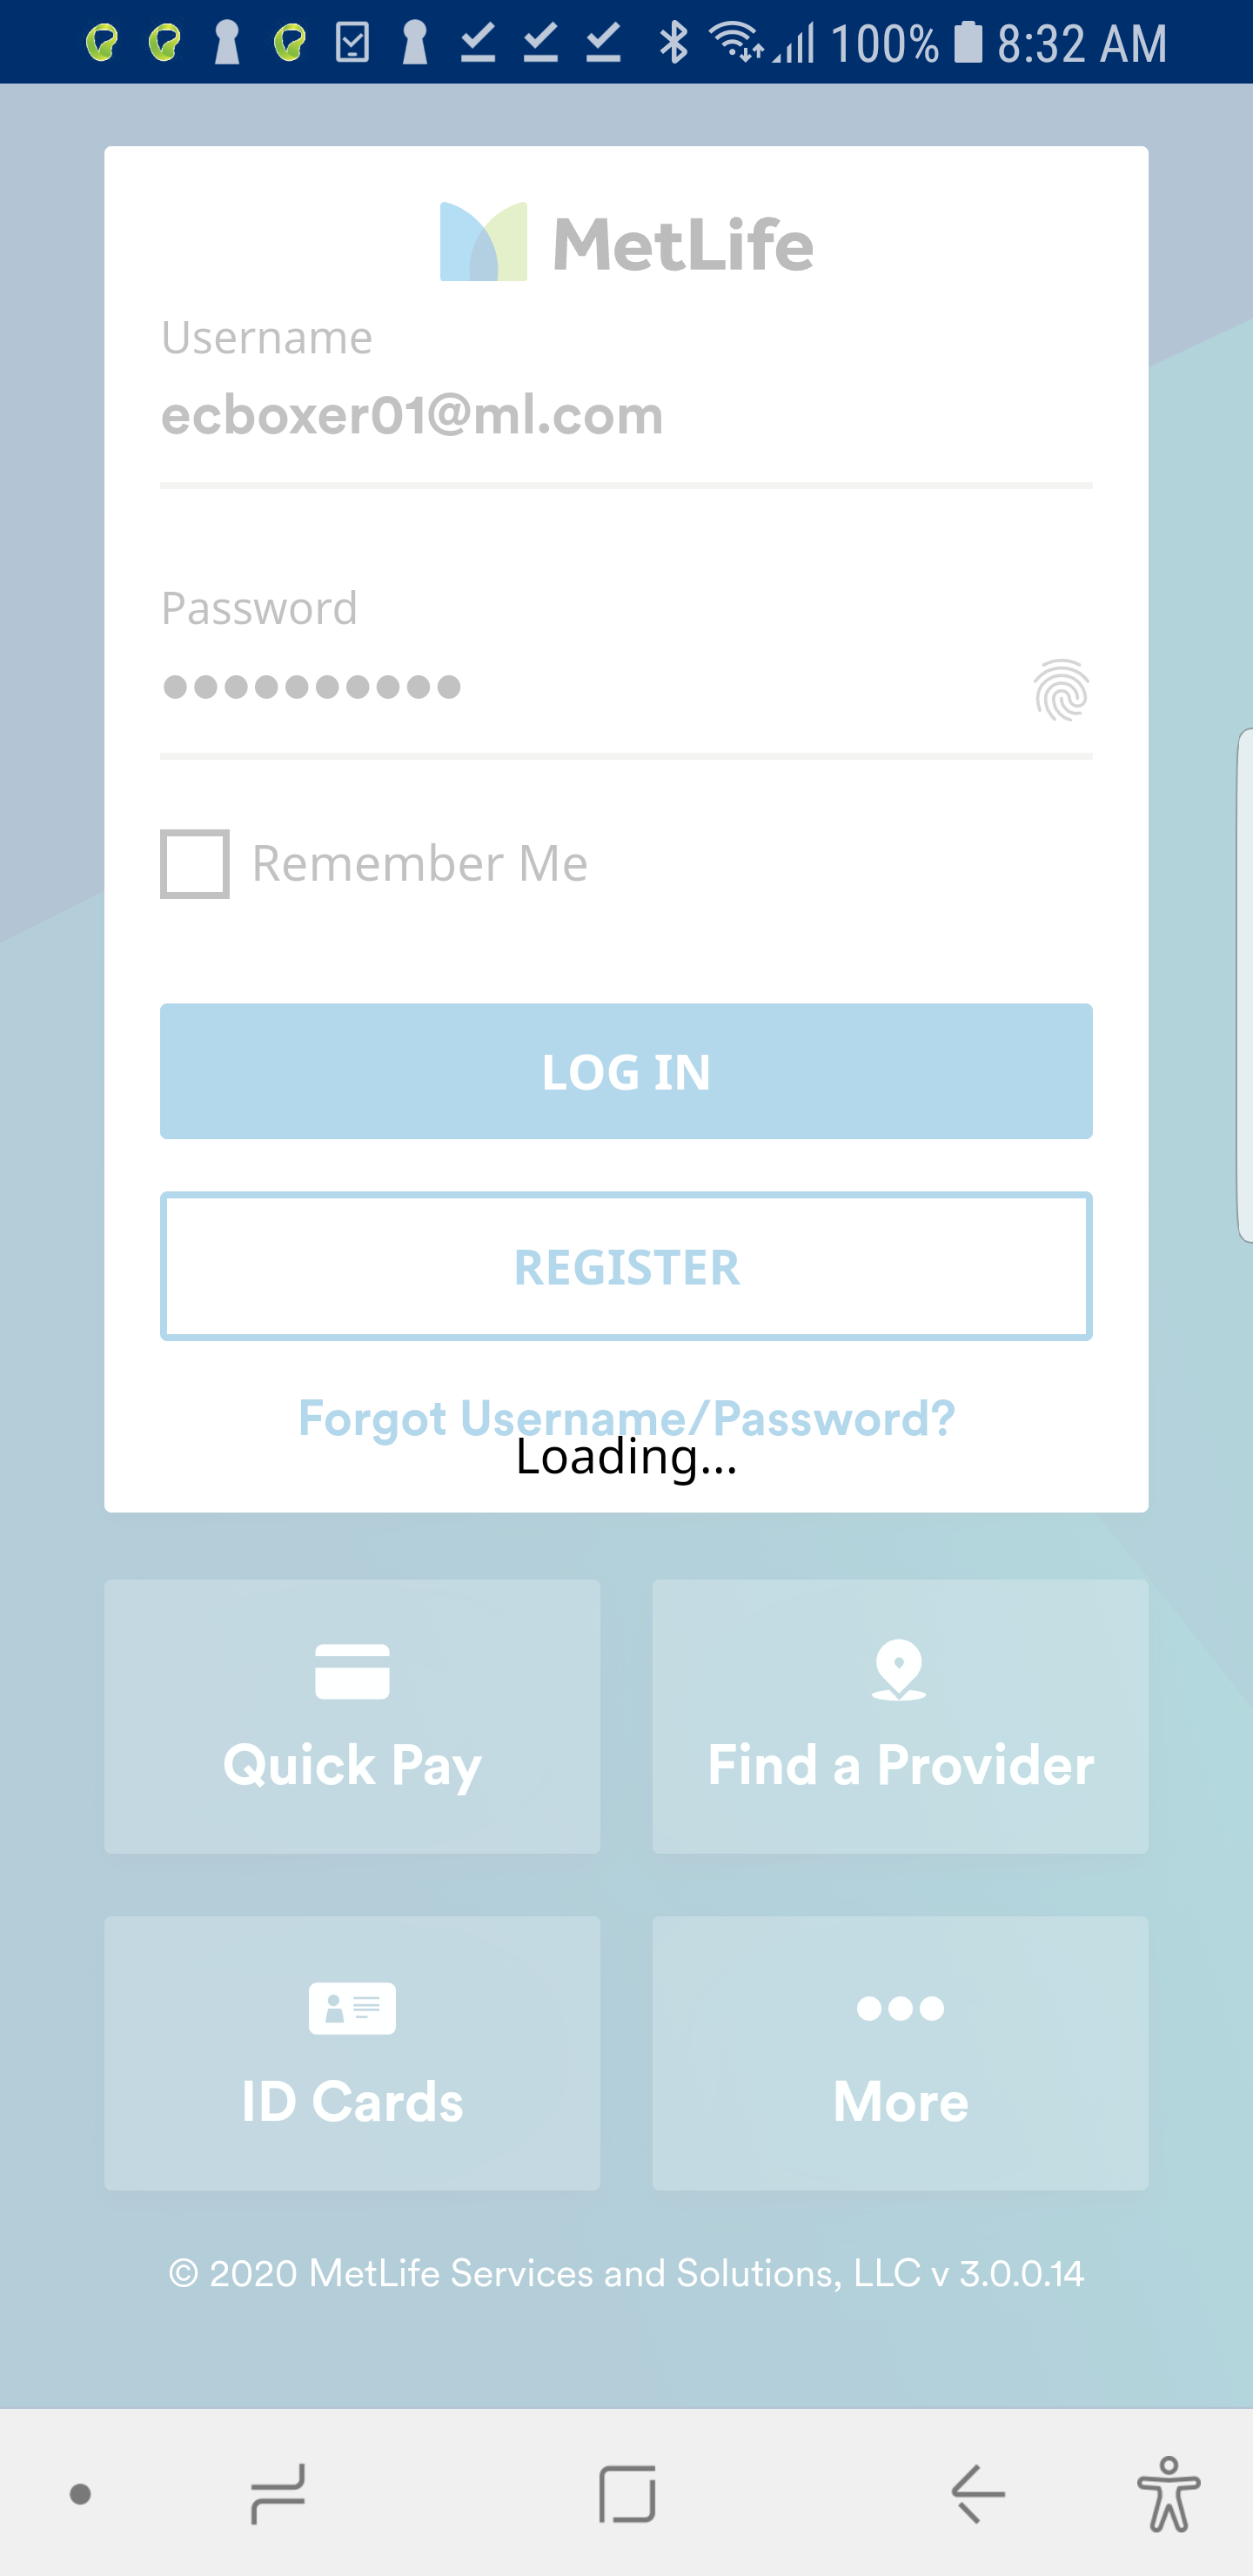 100% 8:32 AM
MetLife
Username
ecboxer01@ml.com
Password
Remember Me
LOG IN
REGISTER
Forgot Username/Password?
Loading...
Quick Pay
Find a Provider
ID Cards
More
© 2020 MetLife Services and Solutions, LLC v 3.0.0.14